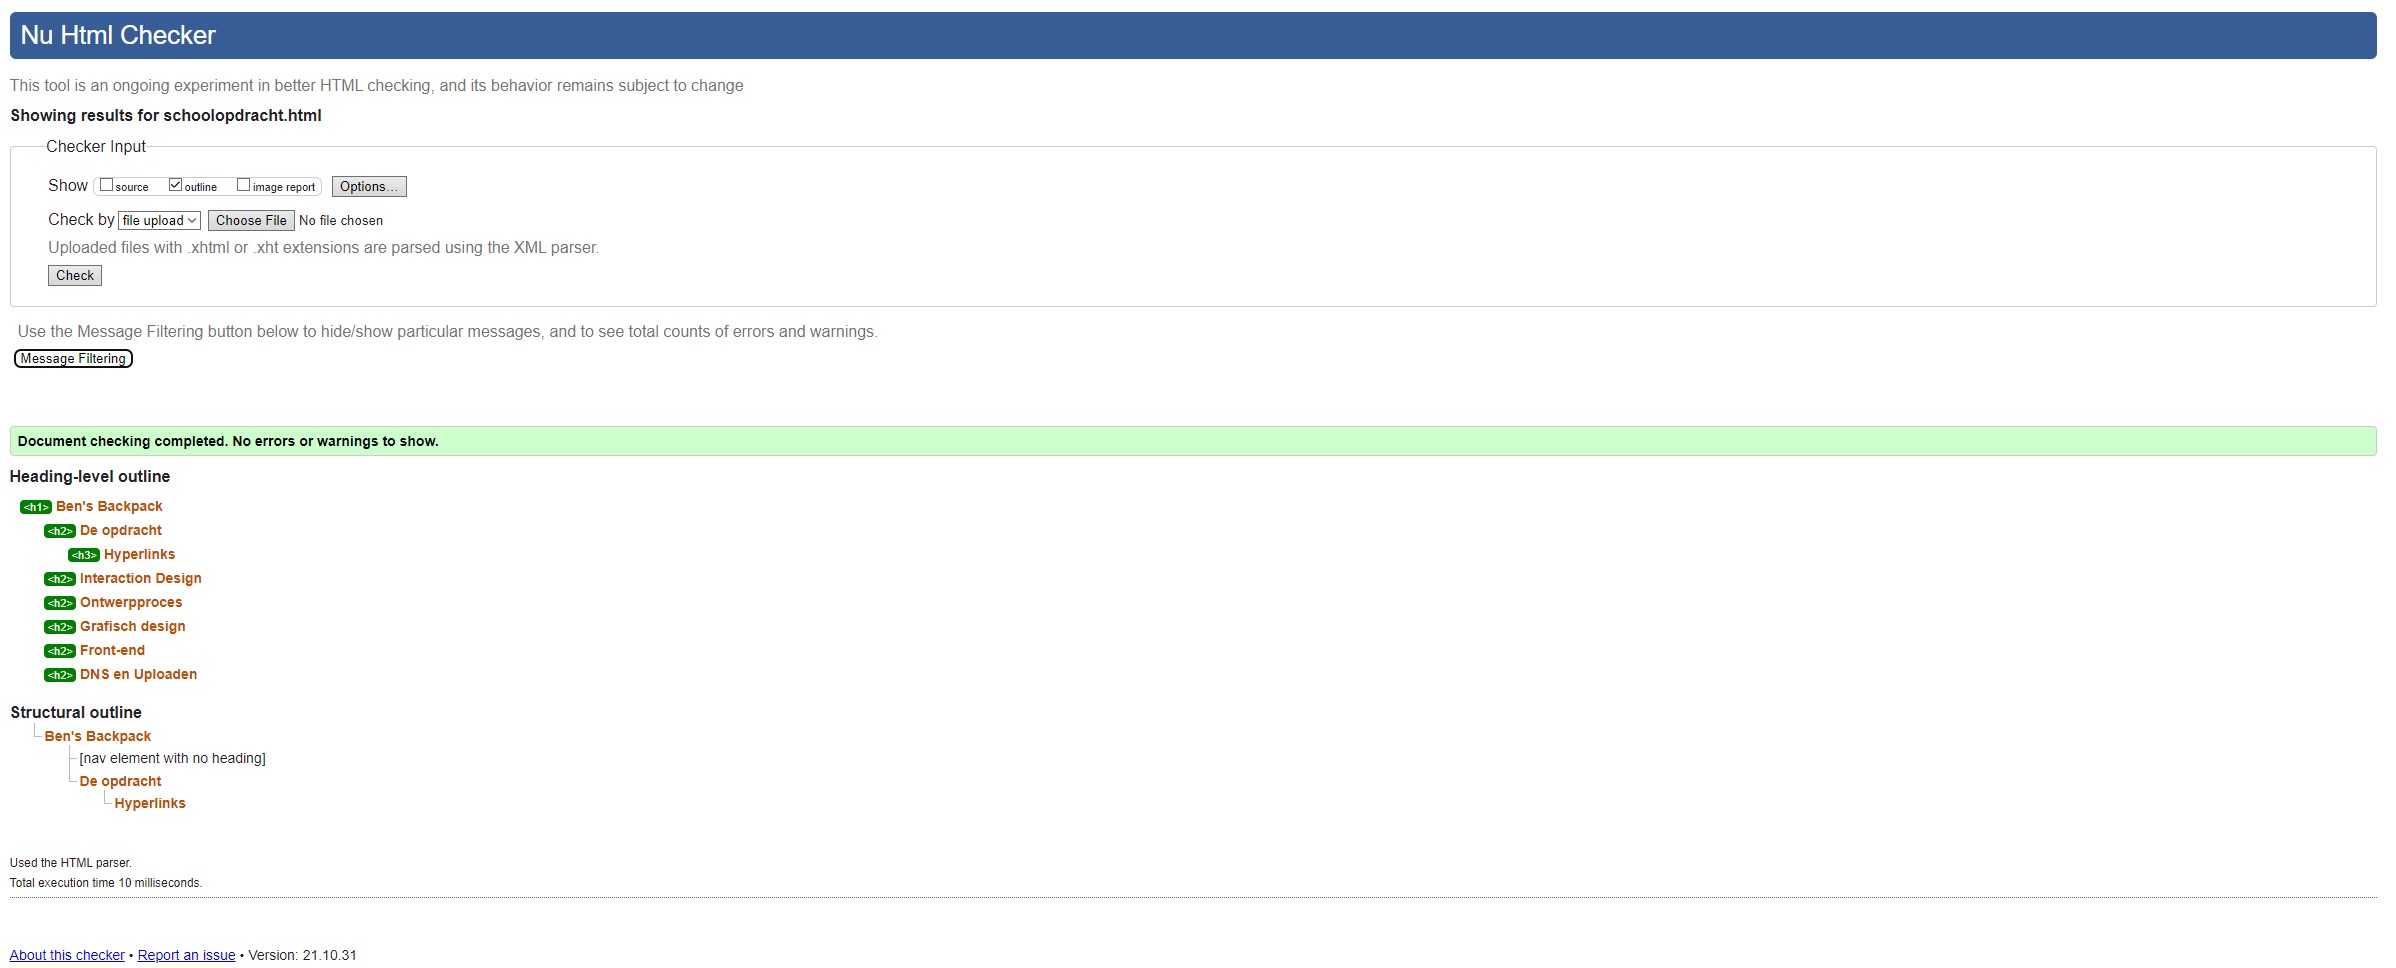 Nu Html Checker
This tool is an ongoing experiment in better HTML checking, and its behavior remains subject to change
Showing results for schoolopdracht.html
Checker Input
Show source outline image report Options...
Check by file upload Choose File No file chosen
Uploaded files with .xhtml or .xht extensions are parsed using the XML parser.
Check
Use the Message Filtering button below to hide/show particular messages, and to see total counts of errors and warnings.
Message Filtering
Document checking completed. No errors or warnings to show.
Heading-level outline
<h1> Ben's Backpack
<h2> De opdracht
<h3> Hyperlinks
<h2> Interaction Design
<h2> Ontwerpproces
<h2> Grafisch design
<h2> Front-end
<h2> DNS en Uploaden
Structural outline
Ben's Backpack
[nav element with no heading]
De opdracht
Hyperlinks
Used the HTML parser.
Total execution time 10 milliseconds.
About this checker • Report an issue • Version: 21.10.31